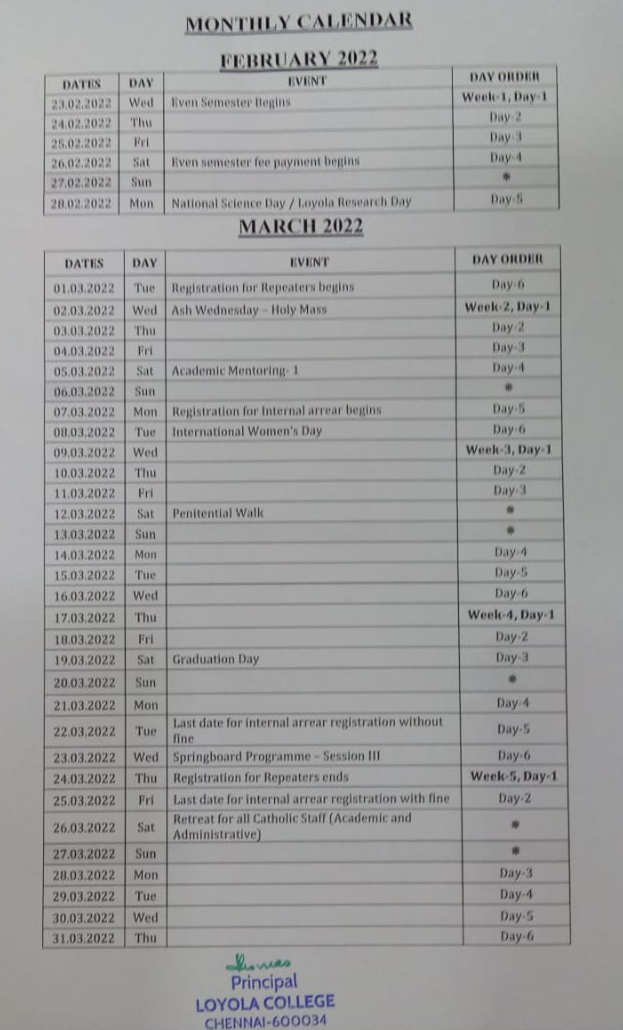 MONTHLY CALENDAR
FEBRUARY 2022
DATES DAY EVENT DAY ORDER
23.02.2022 Wed Even Semester Begins Week-1, Day-1
24.02.2022 Thu Day-2
25.02.2022 Fri Day-3
26.02.2022 Sat Even semester fee payment begins Day-4
27.02.2022 Sun *
28.02.2022 Mon National Science Day / Loyola Research Day Day-5
MARCH 2022
DATES DAY EVENT DAY ORDER
01.03.2022 Tue Registration for Repeaters begins Day-6
02.03.2022 Wed Ash Wednesday – Holy Mass Week-2, Day-1
03.03.2022 Thu Day-2
04.03.2022 Fri Day-3
05.03.2022 Sat Academic Mentoring- 1 Day-4
06.03.2022 Sun *
07.03.2022 Mon Registration for Internal arrear begins Day-5
08.03.2022 Tue International Women's Day Day-6
09.03.2022 Wed Week-3, Day-1
10.03.2022 Thu Day-2
11.03.2022 Fri Day-3
12.03.2022 Sat Penitential Walk *
13.03.2022 Sun *
14.03.2022 Mon Day-4
15.03.2022 Tue Day-5
16.03.2022 Wed Day-6
17.03.2022 Thu Week-4, Day-1
18.03.2022 Fri Day-2
19.03.2022 Sat Graduation Day Day-3
20.03.2022 Sun *
21.03.2022 Mon Day-4
22.03.2022 Tue Last date for internal arrear registration without
fine Day-5
23.03.2022 Wed Springboard Programme – Session III Day-6
24.03.2022 Thu Registration for Repeaters ends Week-5, Day-1
25.03.2022 Fri Last date for internal arrear registration with fine Day-2
26.03.2022 Sat Retreat for all Catholic Staff (Academic and
Administrative) *
27.03.2022 Sun *
28.03.2022 Mon Day-3
29.03.2022 Tue Day-4
30.03.2022 Wed Day-5
31.03.2022 Thu Day-6
Principal
LOYOLA COLLEGE
CHENNAI-600034